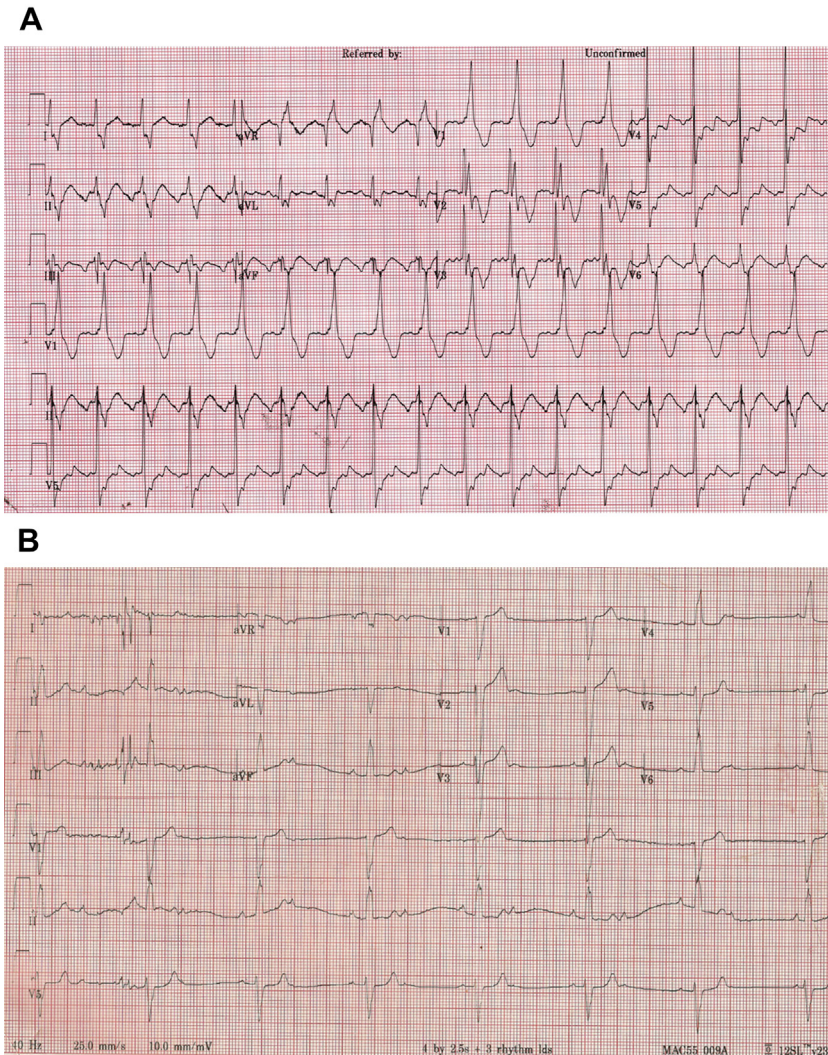 A
Referred by: Unconfirmed
I aVR V1 V4
II aVL V2 V5
III aVF V3 V6
V1
II
V5
B
I aVR V1 V4
II aVL V2 V5
III aVF V3 V6
V1
II
V5
40 Hz 25.0 mm/s 10.0 mm/mV 4 by 2.5s + 3 rhythm lds MAC55 009A 12SL™